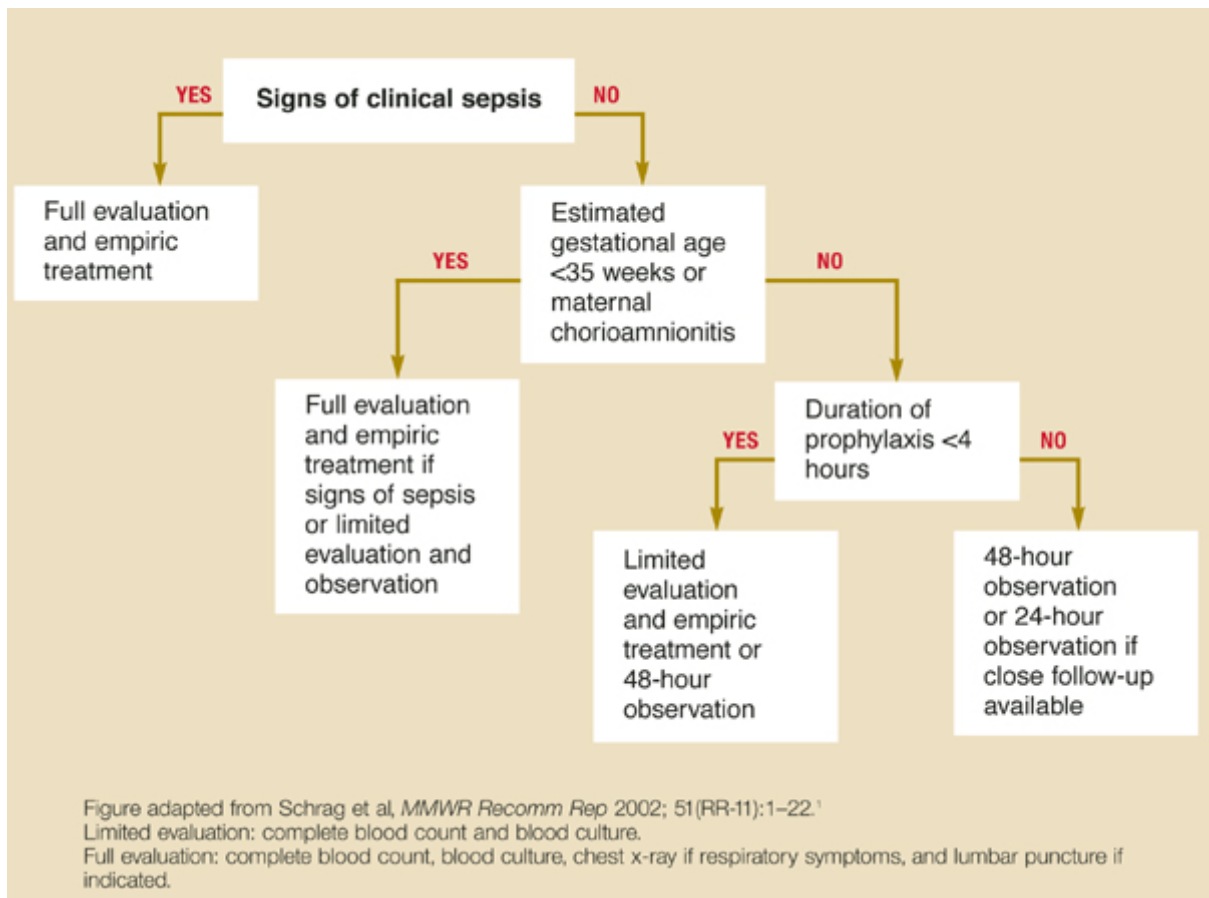 YES
Signs of clinical sepsis
NO
Full evaluation
and empiric
treatment
Estimated
gestational age
<35 weeks or
maternal
chorioamnionitis
YES
NO
Full evaluation
and empiric
treatment if
signs of sepsis
or limited
evaluation and
observation
Duration of
prophylaxis <4
hours
YES
NO
Limited
evaluation
and empiric
treatment or
48-hour
observation
48-hour
observation
or 24-hour
observation if
close follow-up
available
Figure adapted from Schrag et al, MMWR Recomm Rep 2002; 51(RR-11):1–22.¹
Limited evaluation: complete blood count and blood culture.
Full evaluation: complete blood count, blood culture, chest x-ray if respiratory symptoms, and lumbar puncture if
indicated.